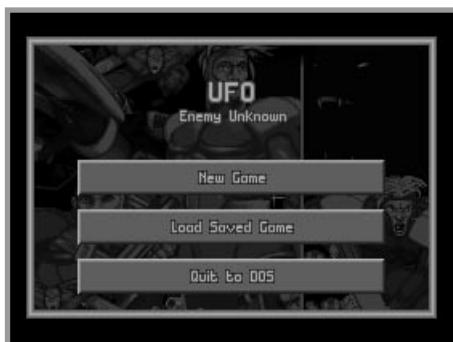 UFO
Enemy Unknown
New Game
Load Saved Game
Quit to DOS